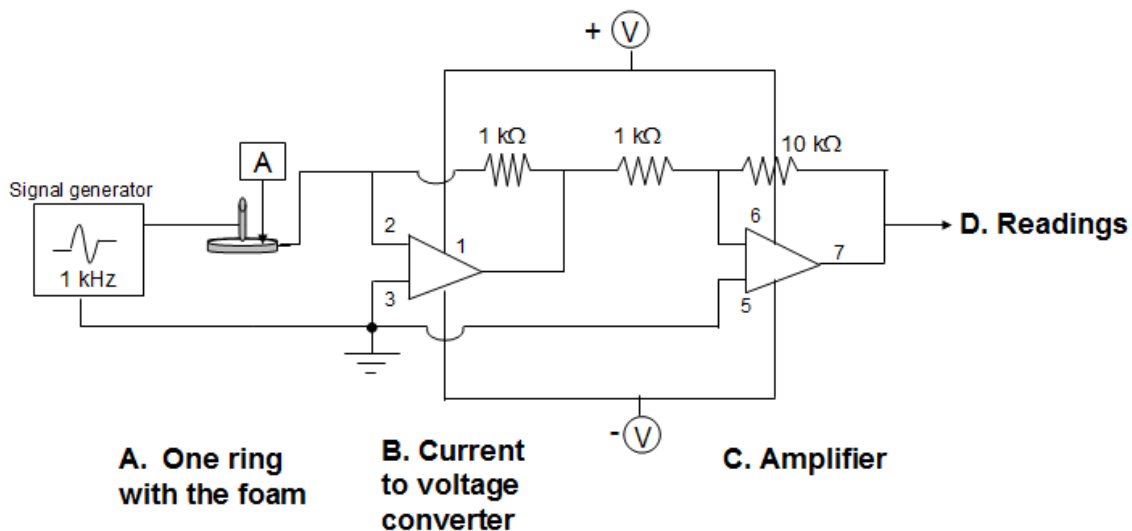 + V
1 kΩ
1 kΩ
10 kΩ
A
Signal generator
1 kHz
2
1
3
6
7
5
D. Readings
- V
A. One ring
with the foam
B. Current
to voltage
converter
C. Amplifier